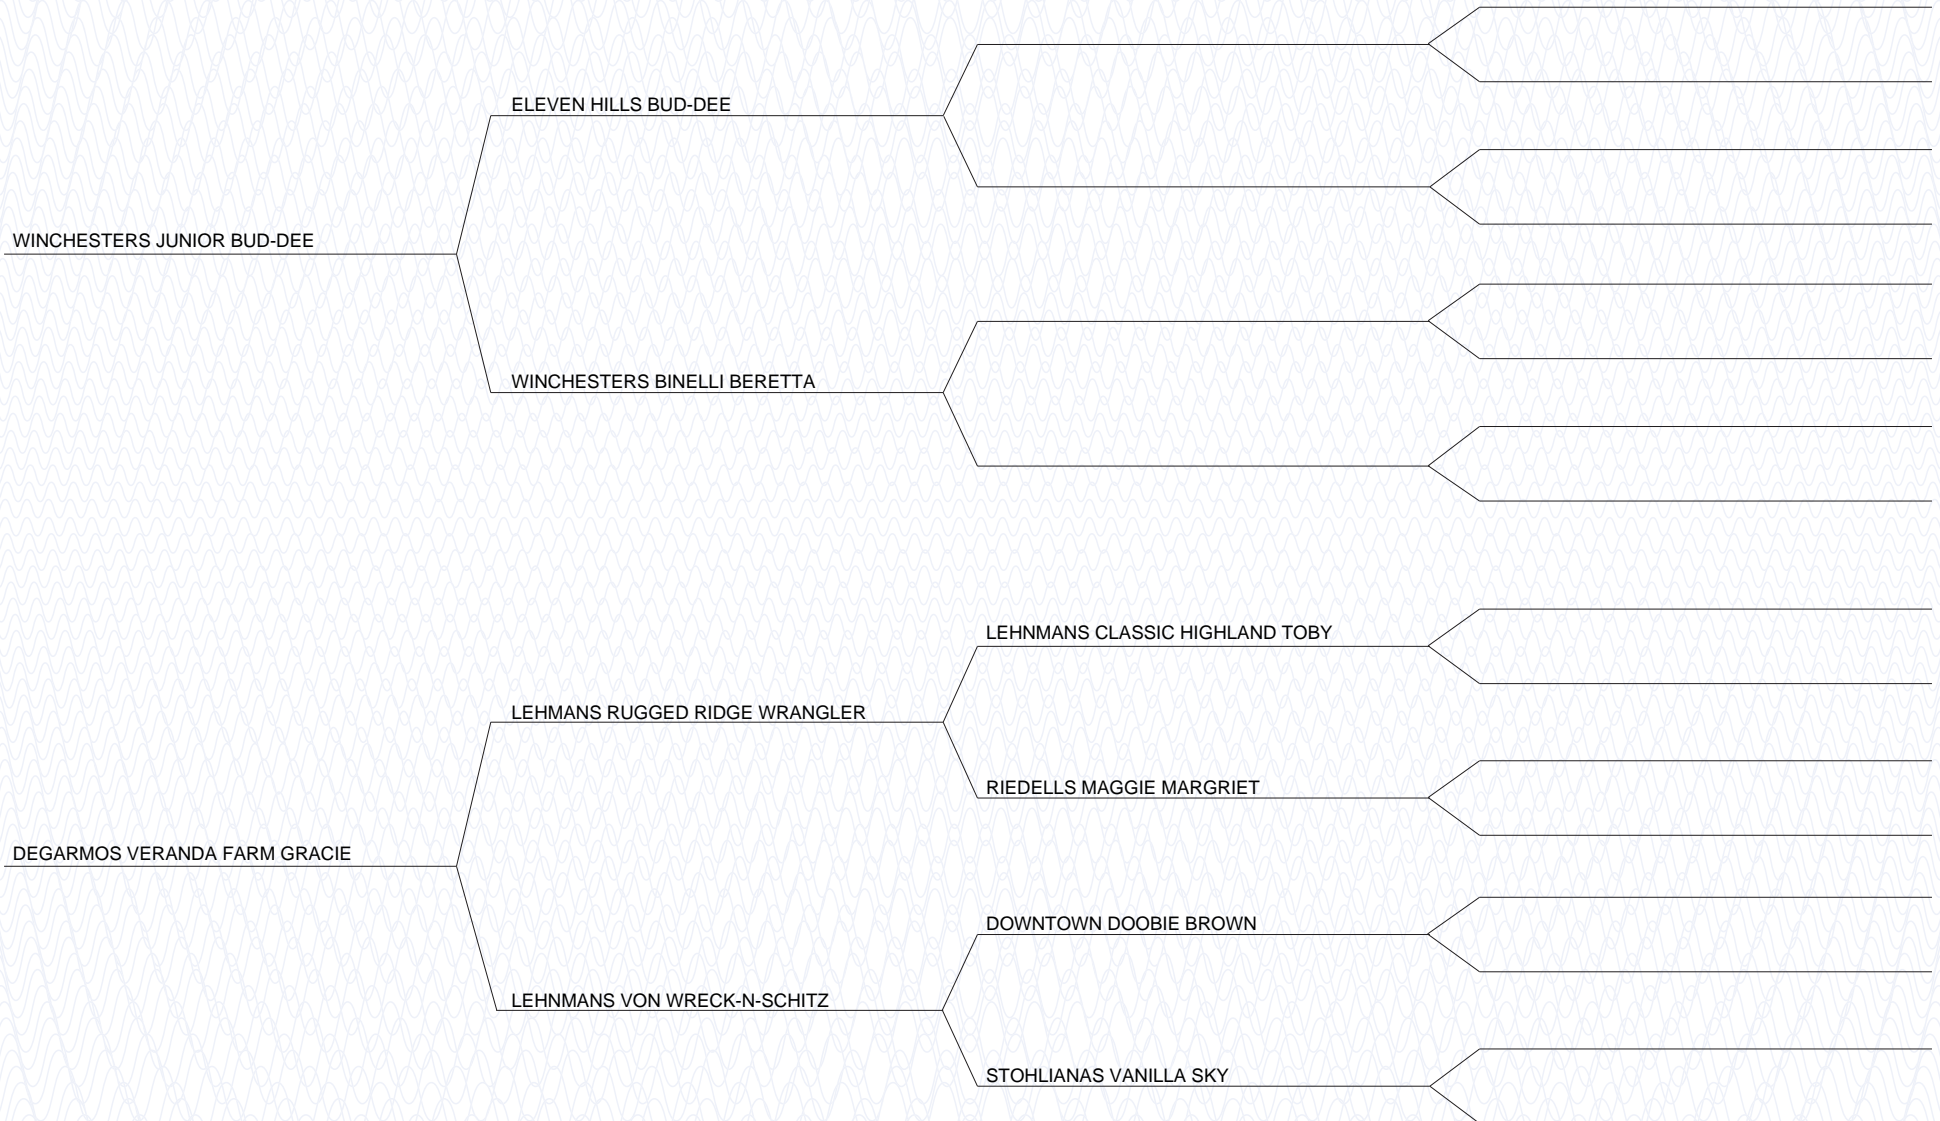 ELEVEN HILLS BUD-DEE
WINCHESTERS JUNIOR BUD-DEE
WINCHESTERS BINELLI BERETTA
LEHNMANS CLASSIC HIGHLAND TOBY
LEHMANS RUGGED RIDGE WRANGLER
RIEDELLS MAGGIE MARGRIET
DEGARMOS VERANDA FARM GRACIE
DOWNTOWN DOOBIE BROWN
LEHNMANS VON WRECK-N-SCHITZ
STOHLIANAS VANILLA SKY